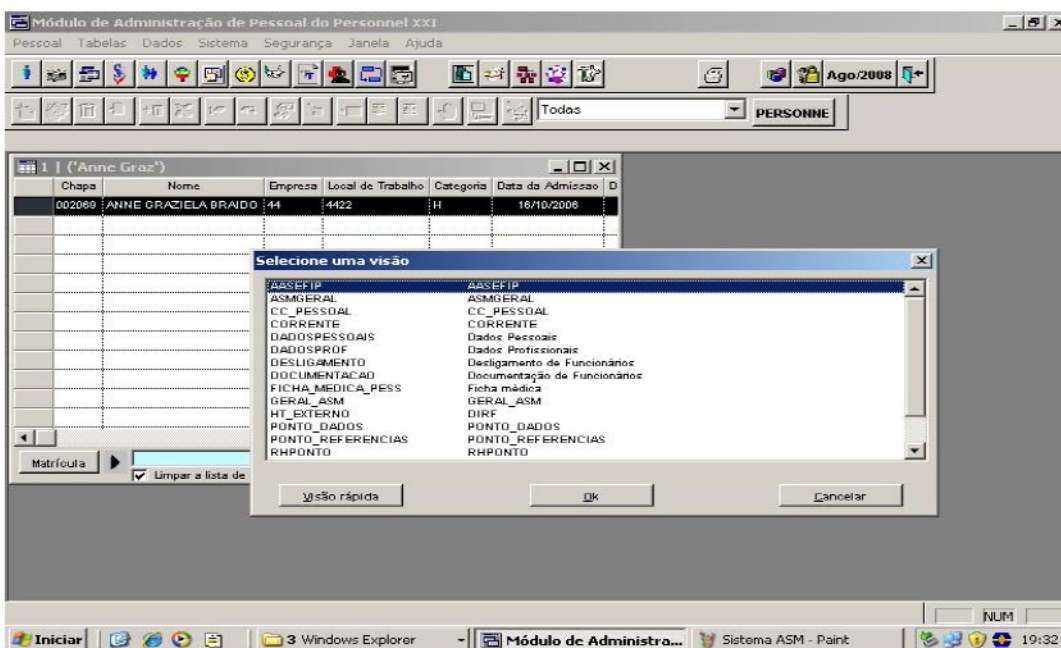 Módulo de Administração de Pessoal do Personnel XXI
Pessoal Tabelas Dados Sistema Segurança Janela Ajuda
Ago/2008
Todas PERSONNE
1 | ('Anne Graz')
Chapa Nome Empresa Local de Trabalho Categoria Data da Admissao D
002069 ANNE GRAZIELA BRAIDO 44 4422 H 16/10/2006
Selecione uma visão
AASEFIP AASEFIP
ASMGERAL ASMGERAL
CC_PESSOAL CC_PESSOAL
CORRENTE CORRENTE
DADOSPESSOAIS Dados Pessoais
DADOSPROF Dados Profissionais
DESLIGAMENTO Desligamento de Funcionários
DOCUMENTACAO Documentação de Funcionários
FICHA_MEDICA_PESS Ficha médica
GERAL_ASM GERAL_ASM
HT_EXTERNO DIRF
PONTO_DADOS PONTO_DADOS
PONTO_REFERENCIAS PONTO_REFERENCIAS
RHPONTO RHPONTO
Matrícula
Limpar a lista de
Visão rápida Ok Cancelar
NUM
Iniciar 3 Windows Explorer Módulo de Administra... Sistema ASM - Paint 19:32